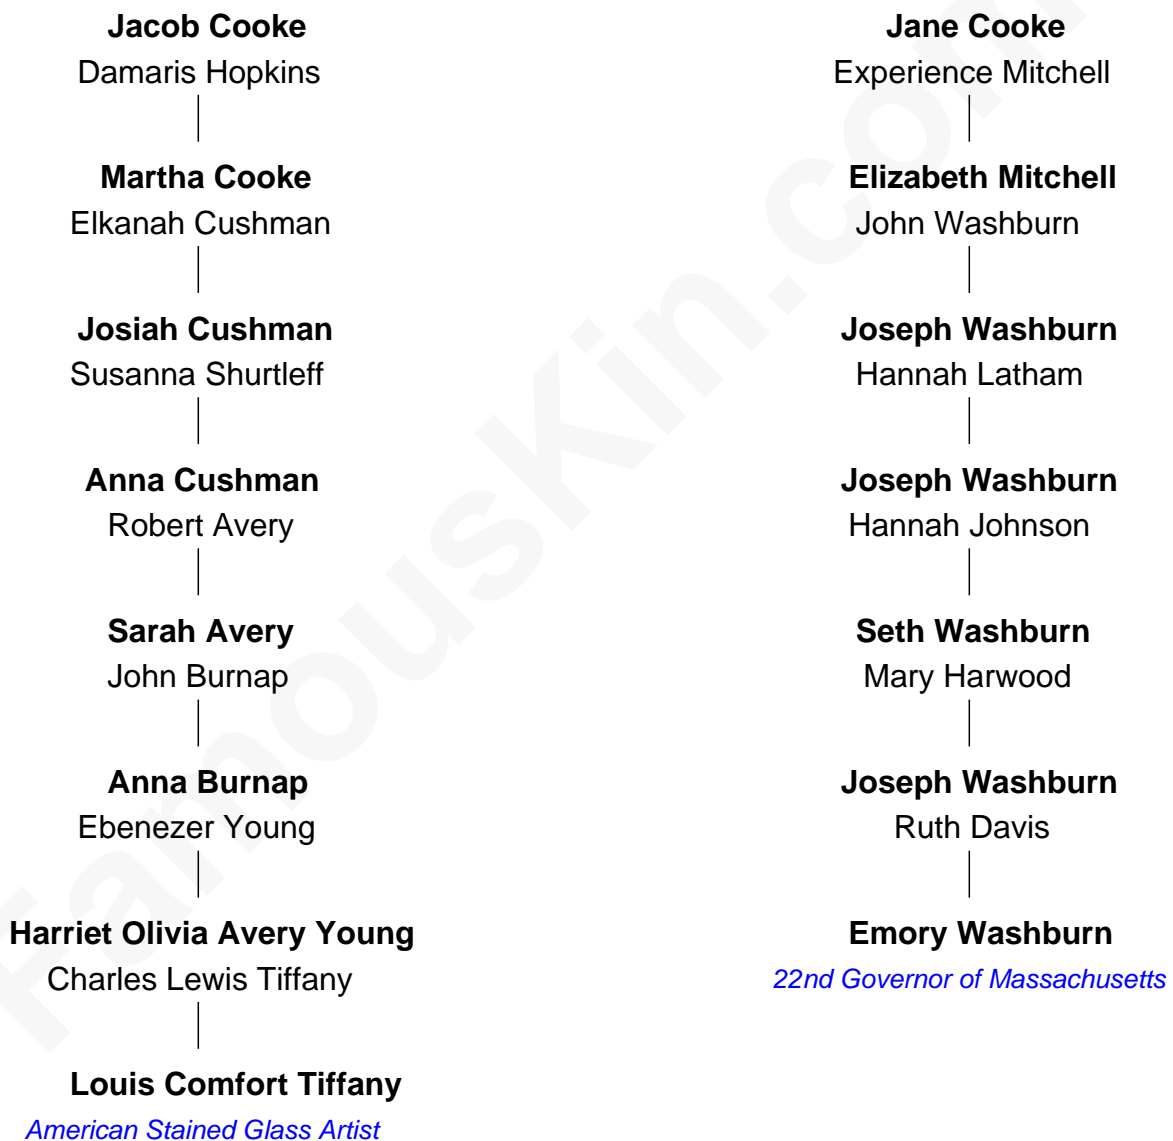 Jacob Cooke
Damaris Hopkins
Martha Cooke
Elkanah Cushman
Josiah Cushman
Susanna Shurtleff
Anna Cushman
Robert Avery
Sarah Avery
John Burnap
Anna Burnap
Ebenezer Young
Harriet Olivia Avery Young
Charles Lewis Tiffany
Louis Comfort Tiffany
American Stained Glass Artist
Jane Cooke
Experience Mitchell
Elizabeth Mitchell
John Washburn
Joseph Washburn
Hannah Latham
Joseph Washburn
Hannah Johnson
Seth Washburn
Mary Harwood
Joseph Washburn
Ruth Davis
Emory Washburn
22nd Governor of Massachusetts
FamousKin.com